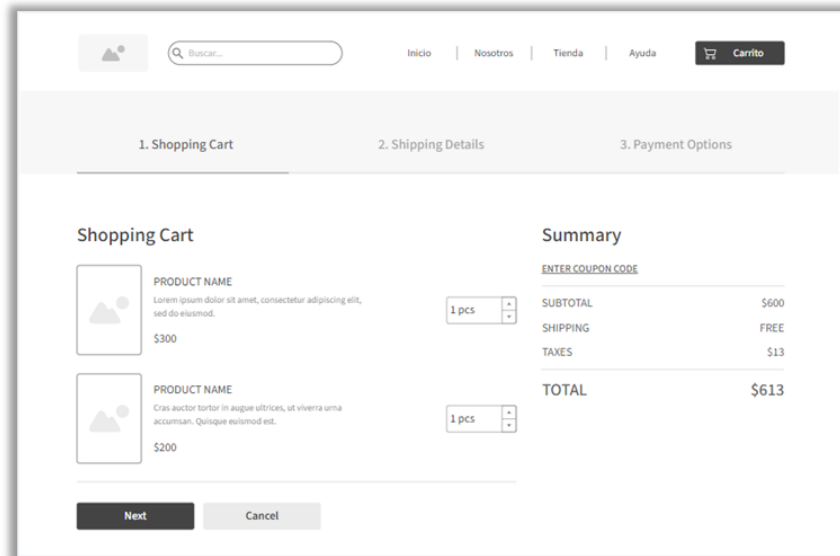 Buscar...
Inicio | Nosotros | Tienda | Ayuda
Carrito
1. Shopping Cart
2. Shipping Details
3. Payment Options
Shopping Cart
PRODUCT NAME
Lorem ipsum dolor sit amet, consectetur adipiscing elit,
sed do eiusmod.
$300
1 pcs
PRODUCT NAME
Cras auctor tortor in augue ultrices, ut viverra urna
accumsan. Quisque euismod est.
$200
1 pcs
Next
Cancel
Summary
ENTER COUPON CODE
SUBTOTAL $600
SHIPPING FREE
TAXES $13
TOTAL $613